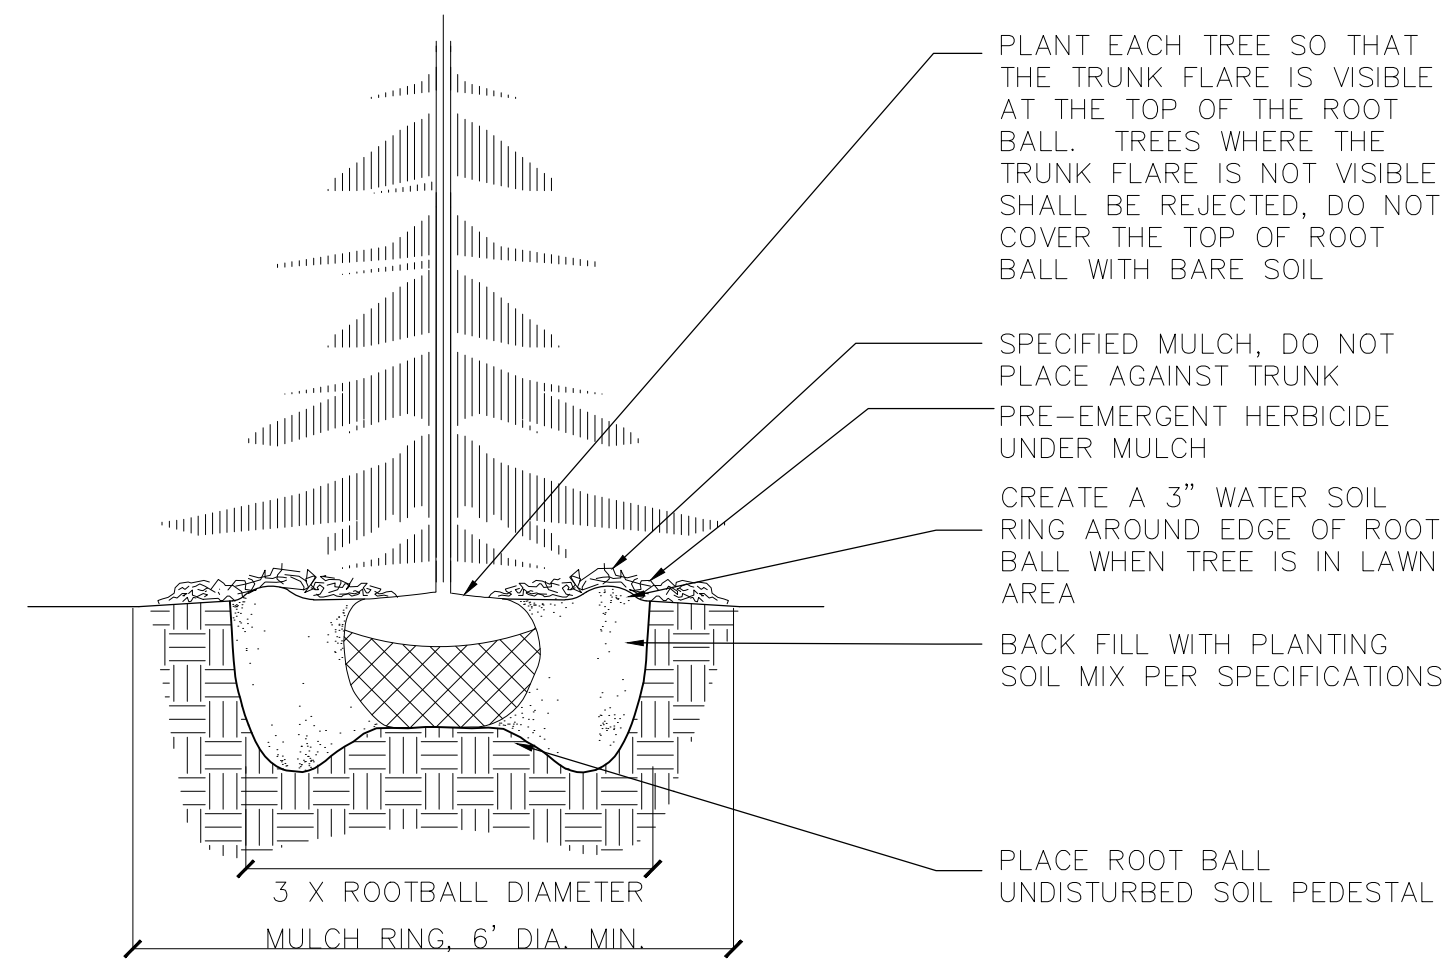 PLANT EACH TREE SO THAT
THE TRUNK FLARE IS VISIBLE
AT THE TOP OF THE ROOT
BALL.  TREES WHERE THE
TRUNK FLARE IS NOT VISIBLE
SHALL BE REJECTED, DO NOT
COVER THE TOP OF ROOT
BALL WITH BARE SOIL
SPECIFIED MULCH, DO NOT
PLACE AGAINST TRUNK
PRE-EMERGENT HERBICIDE
UNDER MULCH
CREATE A 3” WATER SOIL
RING AROUND EDGE OF ROOT
BALL WHEN TREE IS IN LAWN
AREA
BACK FILL WITH PLANTING
SOIL MIX PER SPECIFICATIONS
PLACE ROOT BALL
UNDISTURBED SOIL PEDESTAL
3 X ROOTBALL DIAMETER
MULCH RING, 6’ DIA. MIN.